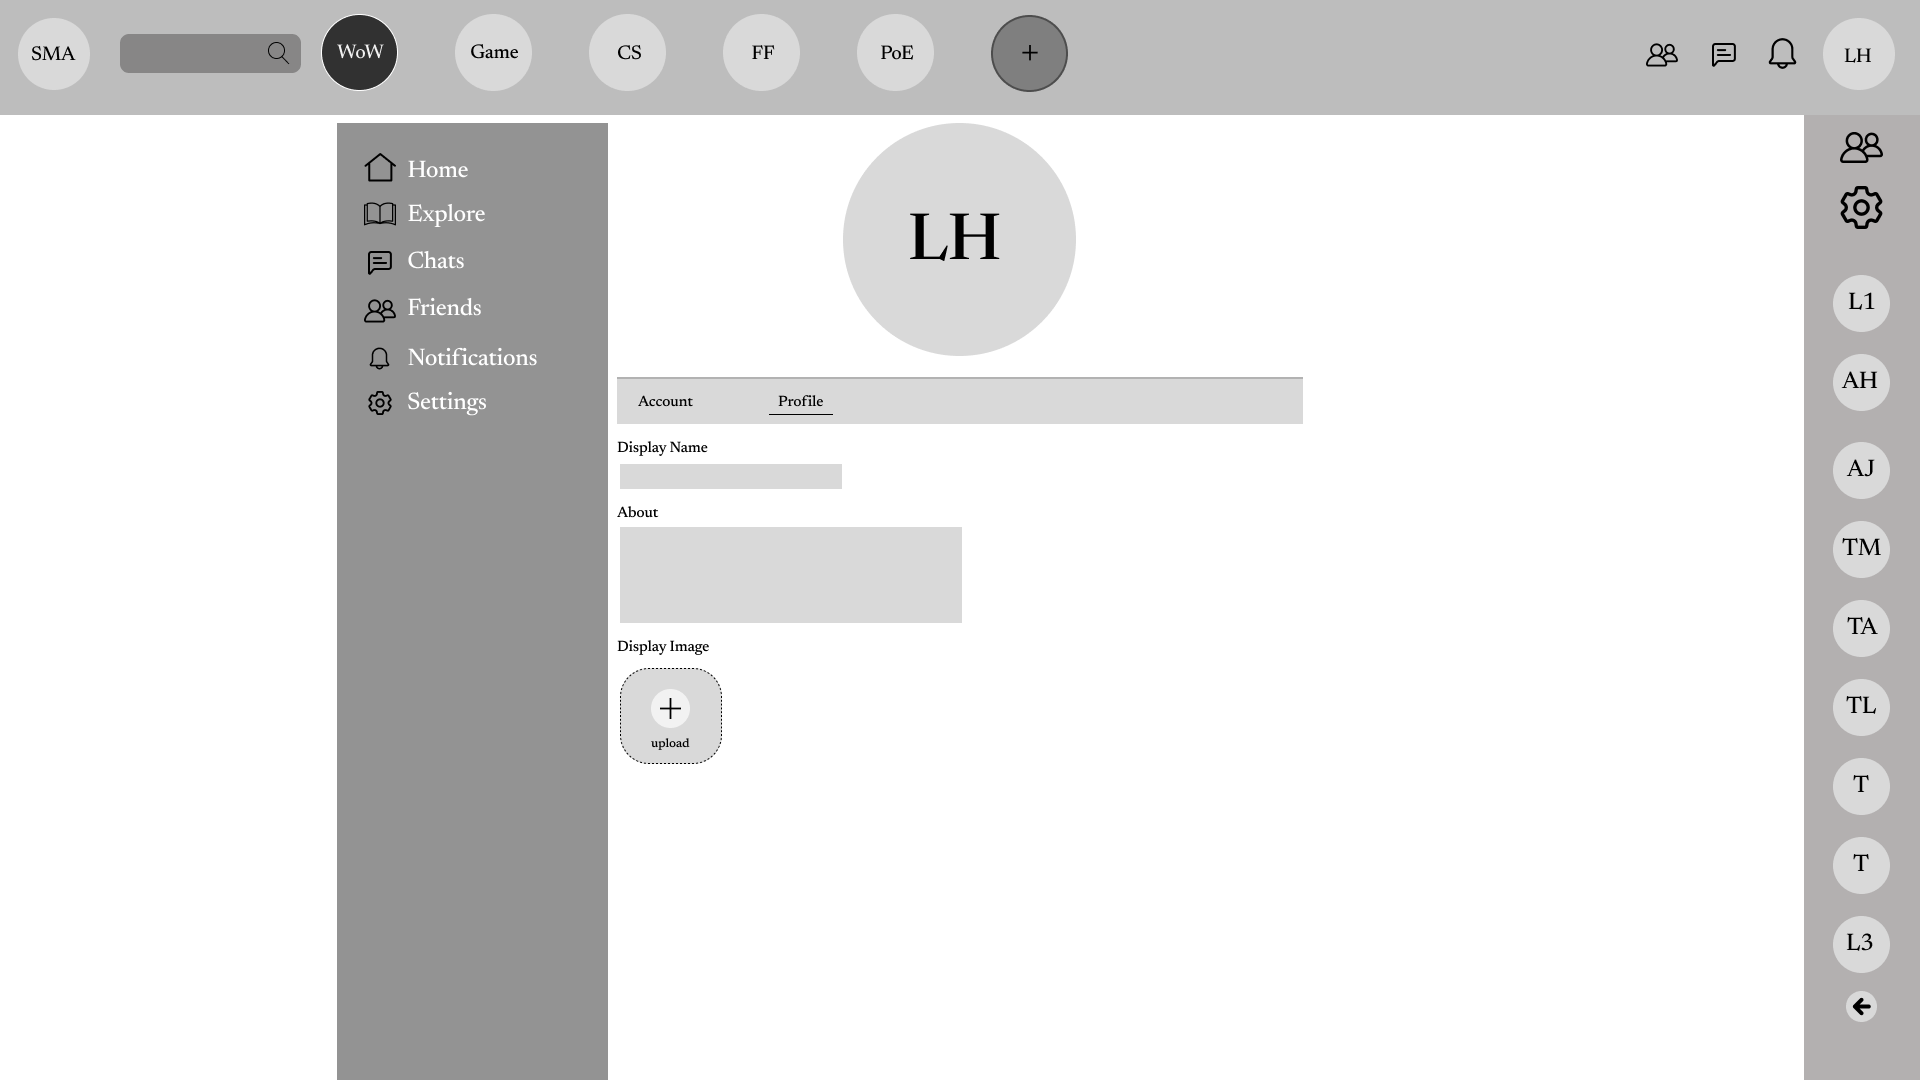 SMA
WoW
Game
CS
FF
PoE
+
LH
Home
Explore
Chats
Friends
Notifications
Settings
LH
Account
Profile
Display Name
About
Display Image
upload
L1
AH
AJ
TM
TA
TL
T
T
L3